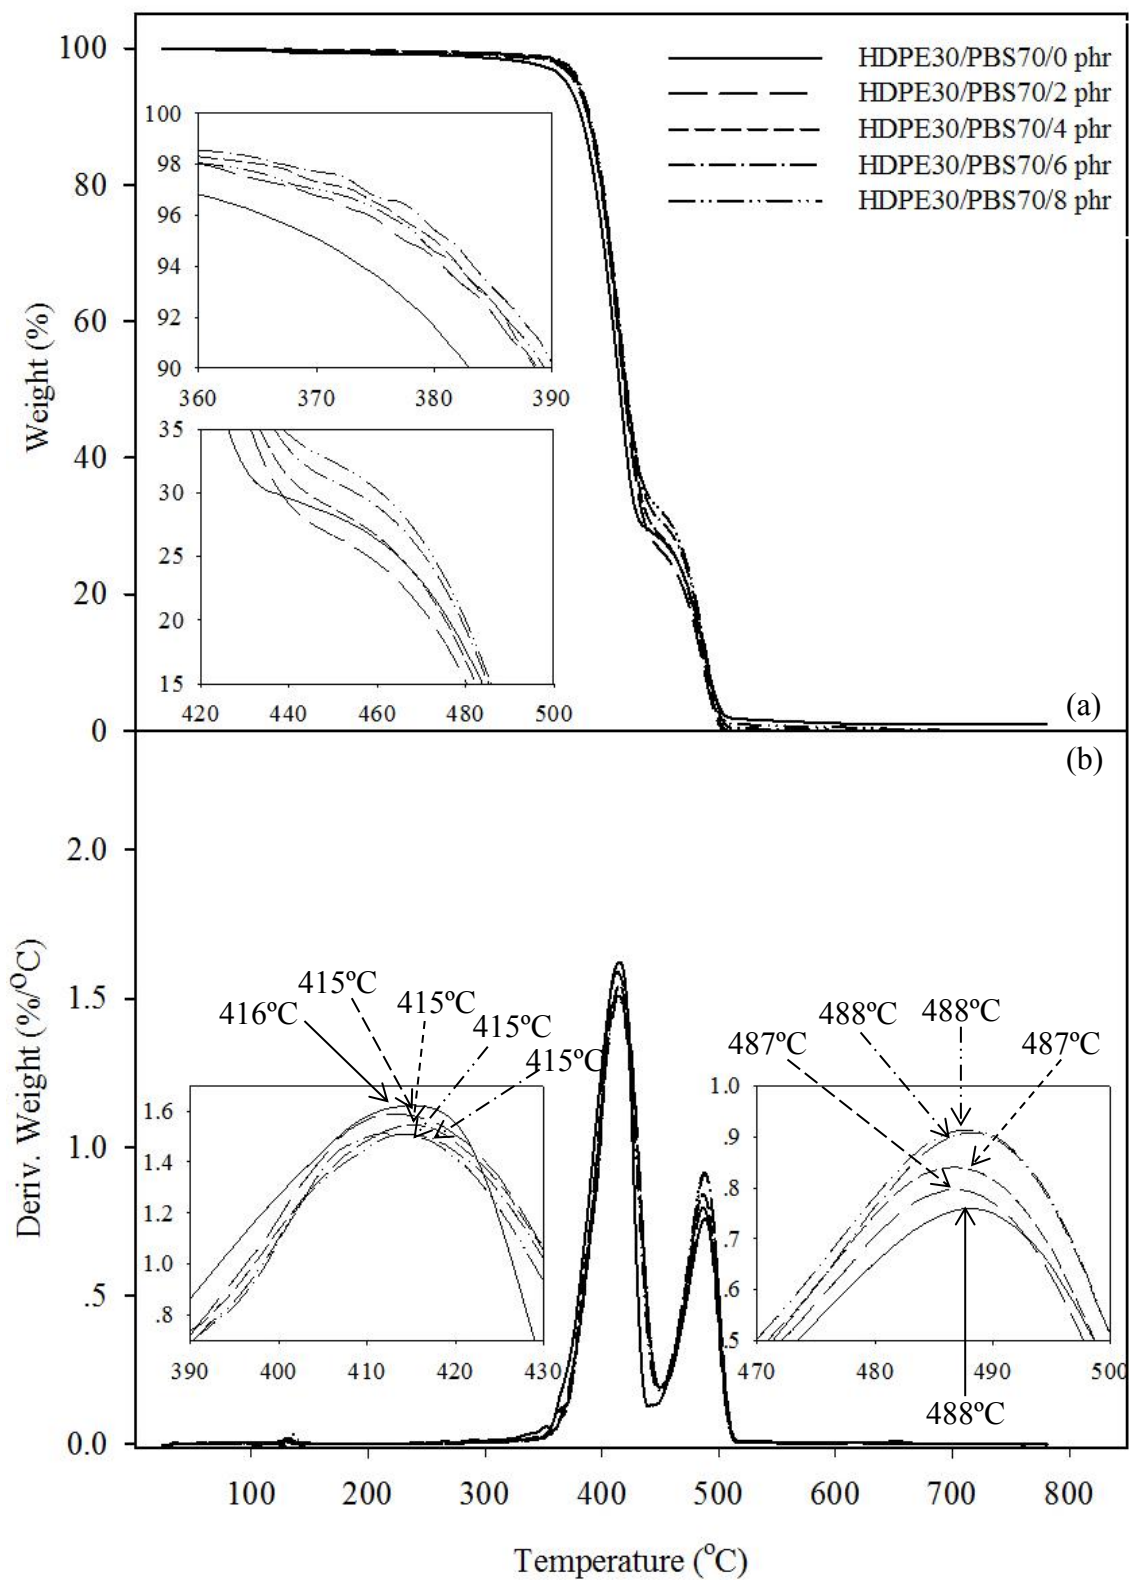 100
80
60
40
20
0
Weight (%)
HDPE30/PBS70/0 phr
HDPE30/PBS70/2 phr
HDPE30/PBS70/4 phr
HDPE30/PBS70/6 phr
HDPE30/PBS70/8 phr
100
98
96
94
92
90
360 370 380 390
35
30
25
20
15
420 440 460 480 500
(a)
(b)
2.0
1.5
1.0
.5
0.0
Deriv. Weight (%/°C)
416ºC
415ºC
415ºC
415ºC
415ºC
1.6
1.4
1.2
1.0
.8
390 400 410 420 430
487ºC
488ºC
488ºC
487ºC
1.0
.9
.8
.7
.6
.5
470 480 490 500
488ºC
100 200 300 400 500 600 700 800
Temperature (°C)